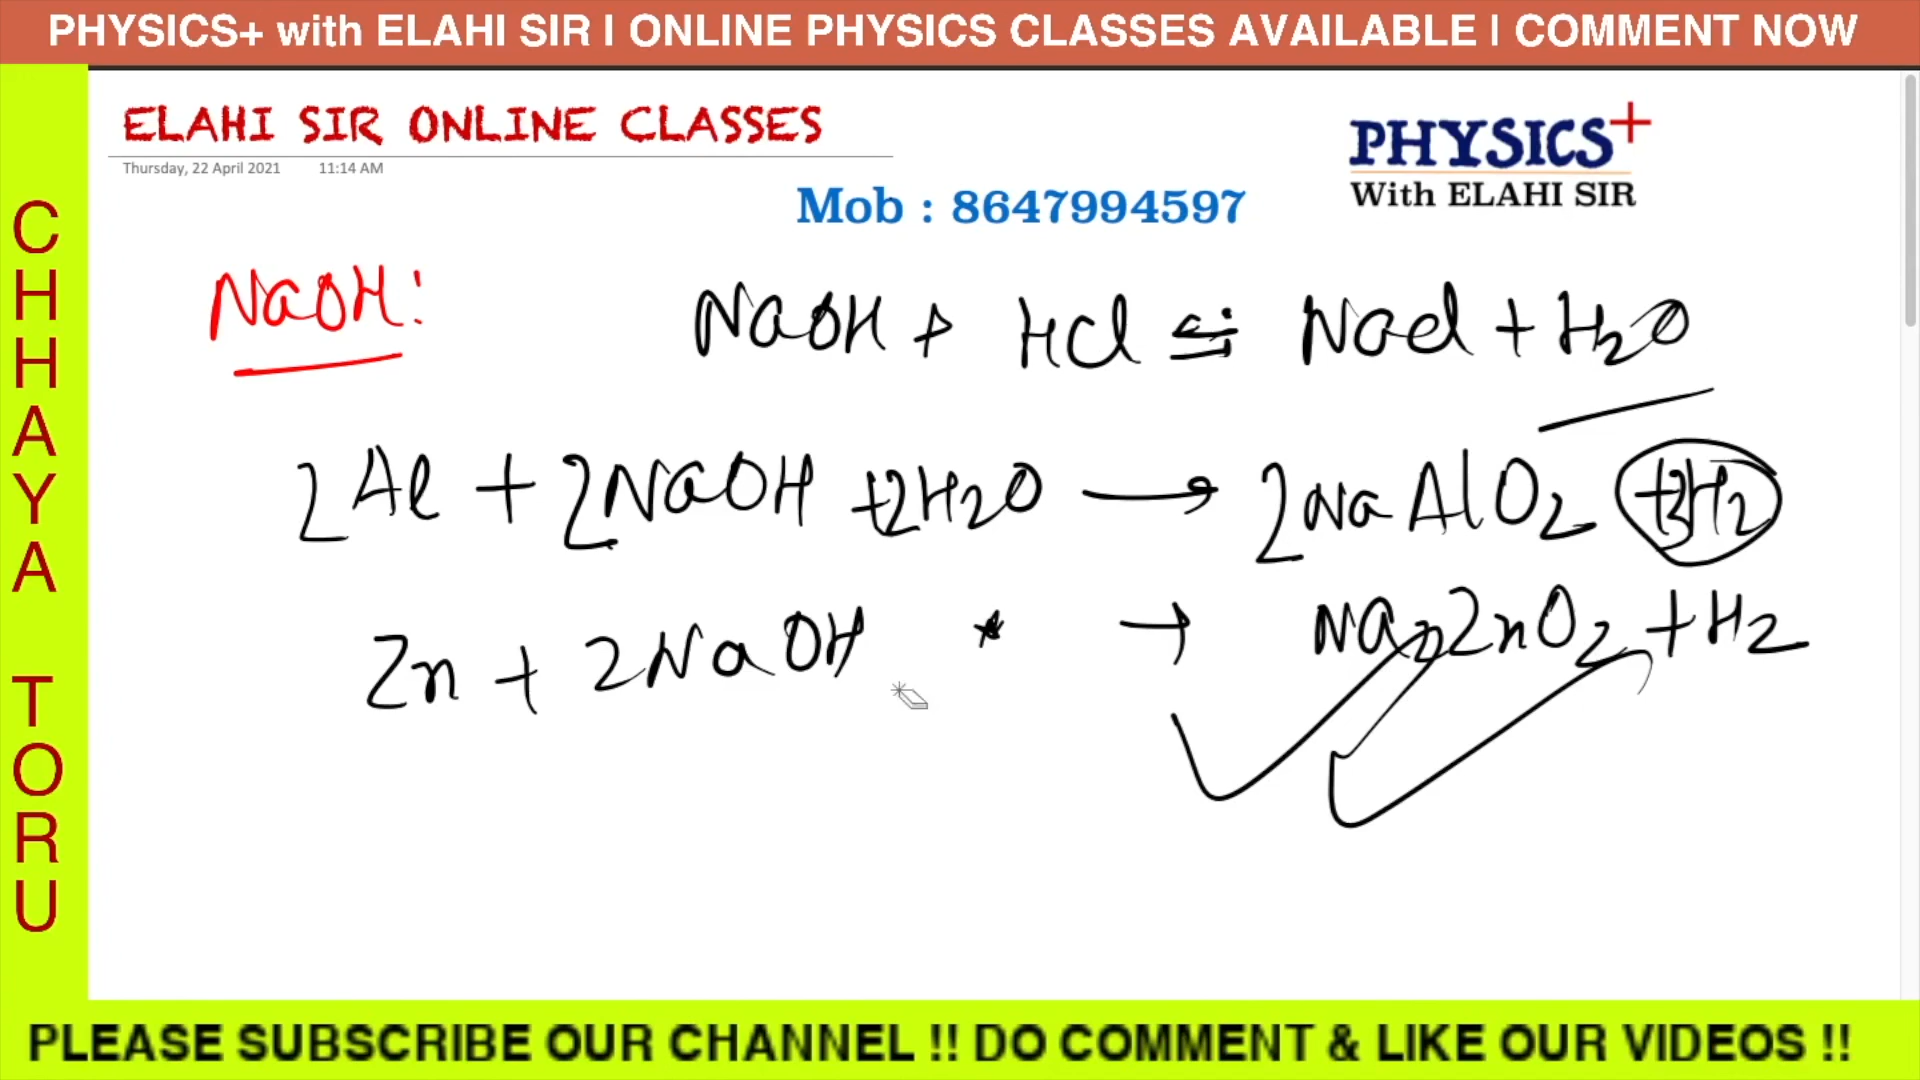 PHYSICS+ with ELAHI SIR I ONLINE PHYSICS CLASSES AVAILABLE I COMMENT NOW
CHHAYA TORU
ELAHI SIR ONLINE CLASSES
Thursday, 22 April 2021 11:14 AM
PHYSICS+
With ELAHI SIR
Mob : 8647994597
NaOH:
NaOH + HCl ⇌ NaCl + H2O
2Al + 2NaOH + 2H2O → 2NaAlO2 + 3H2
Zn + 2NaOH → Na2ZnO2 + H2
PLEASE SUBSCRIBE OUR CHANNEL !! DO COMMENT & LIKE OUR VIDEOS !!